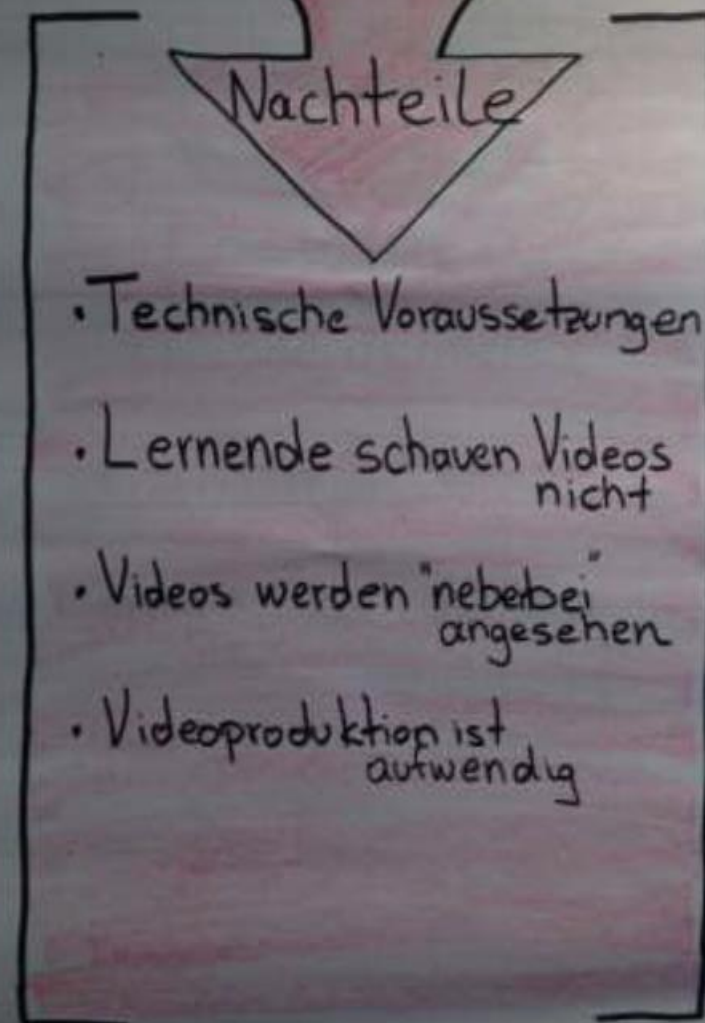 Nachteile
· Technische Voraussetzungen
· Lernende schauen Videos
nicht
· Videos werden "nebenbei"
angesehen
· Videoproduktion ist
aufwendig